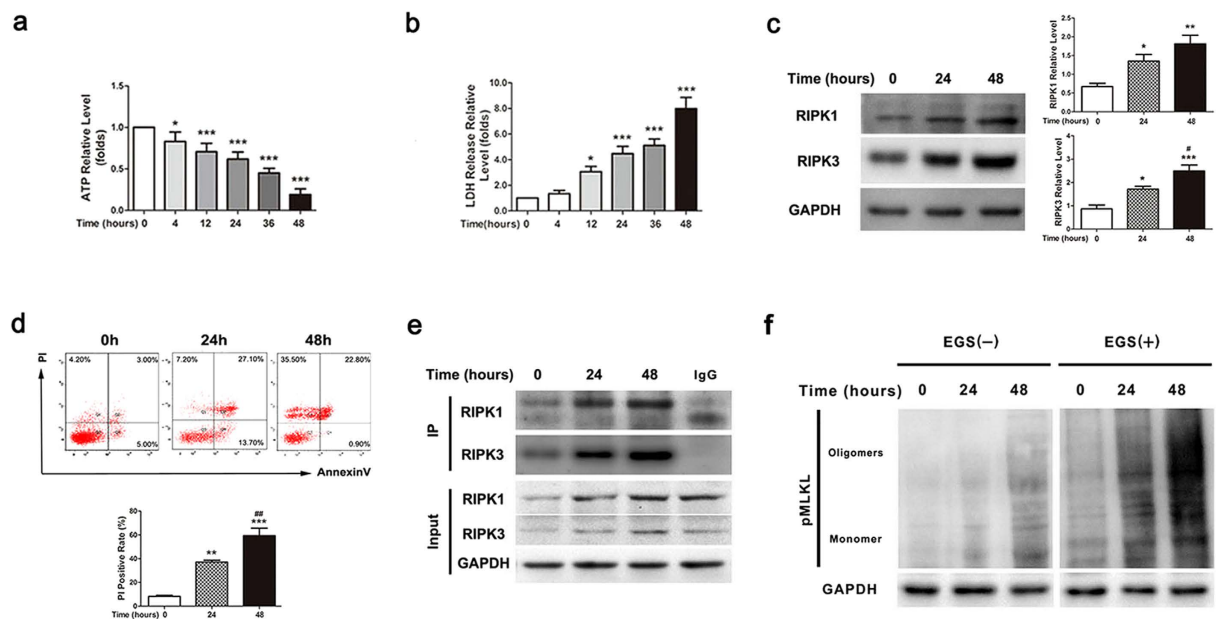 a
ATP Relative Level
(folds)
1.5
1.0
0.5
0.0
* *** *** *** ***
Time (hours) 0 4 12 24 36 48
b
LDH Release Relative
Level (folds)
10.0
8.0
6.0
4.0
2.0
0.0
* *** *** ***
Time(hours) 0 4 12 24 36 48
c
Time (hours) 0 24 48
RIPK1
RIPK3
GAPDH
RIPK1 Relative Level
2.5
2.0
1.5
1.0
0.5
0.0
* **
Time (hours) 0 24 48
RIPK3 Relative Level
4
3
2
1
0
*
#
***
Time (hours) 0 24 48
d
0h 24h 48h
PI
4.20% 3.00% 7.20% 27.10% 35.50% 22.80%
5.00% 13.70% 0.90%
AnnexinV
PI Positive Rate (%)
80
60
40
20
0
**
##
***
Time (hours) 0 24 48
e
Time (hours) 0 24 48 IgG
IP
RIPK1
RIPK3
Input
RIPK1
RIPK3
GAPDH
f
EGS(−) EGS(+)
Time (hours) 0 24 48 0 24 48
pMLKL
Oligomers
Monomer
GAPDH